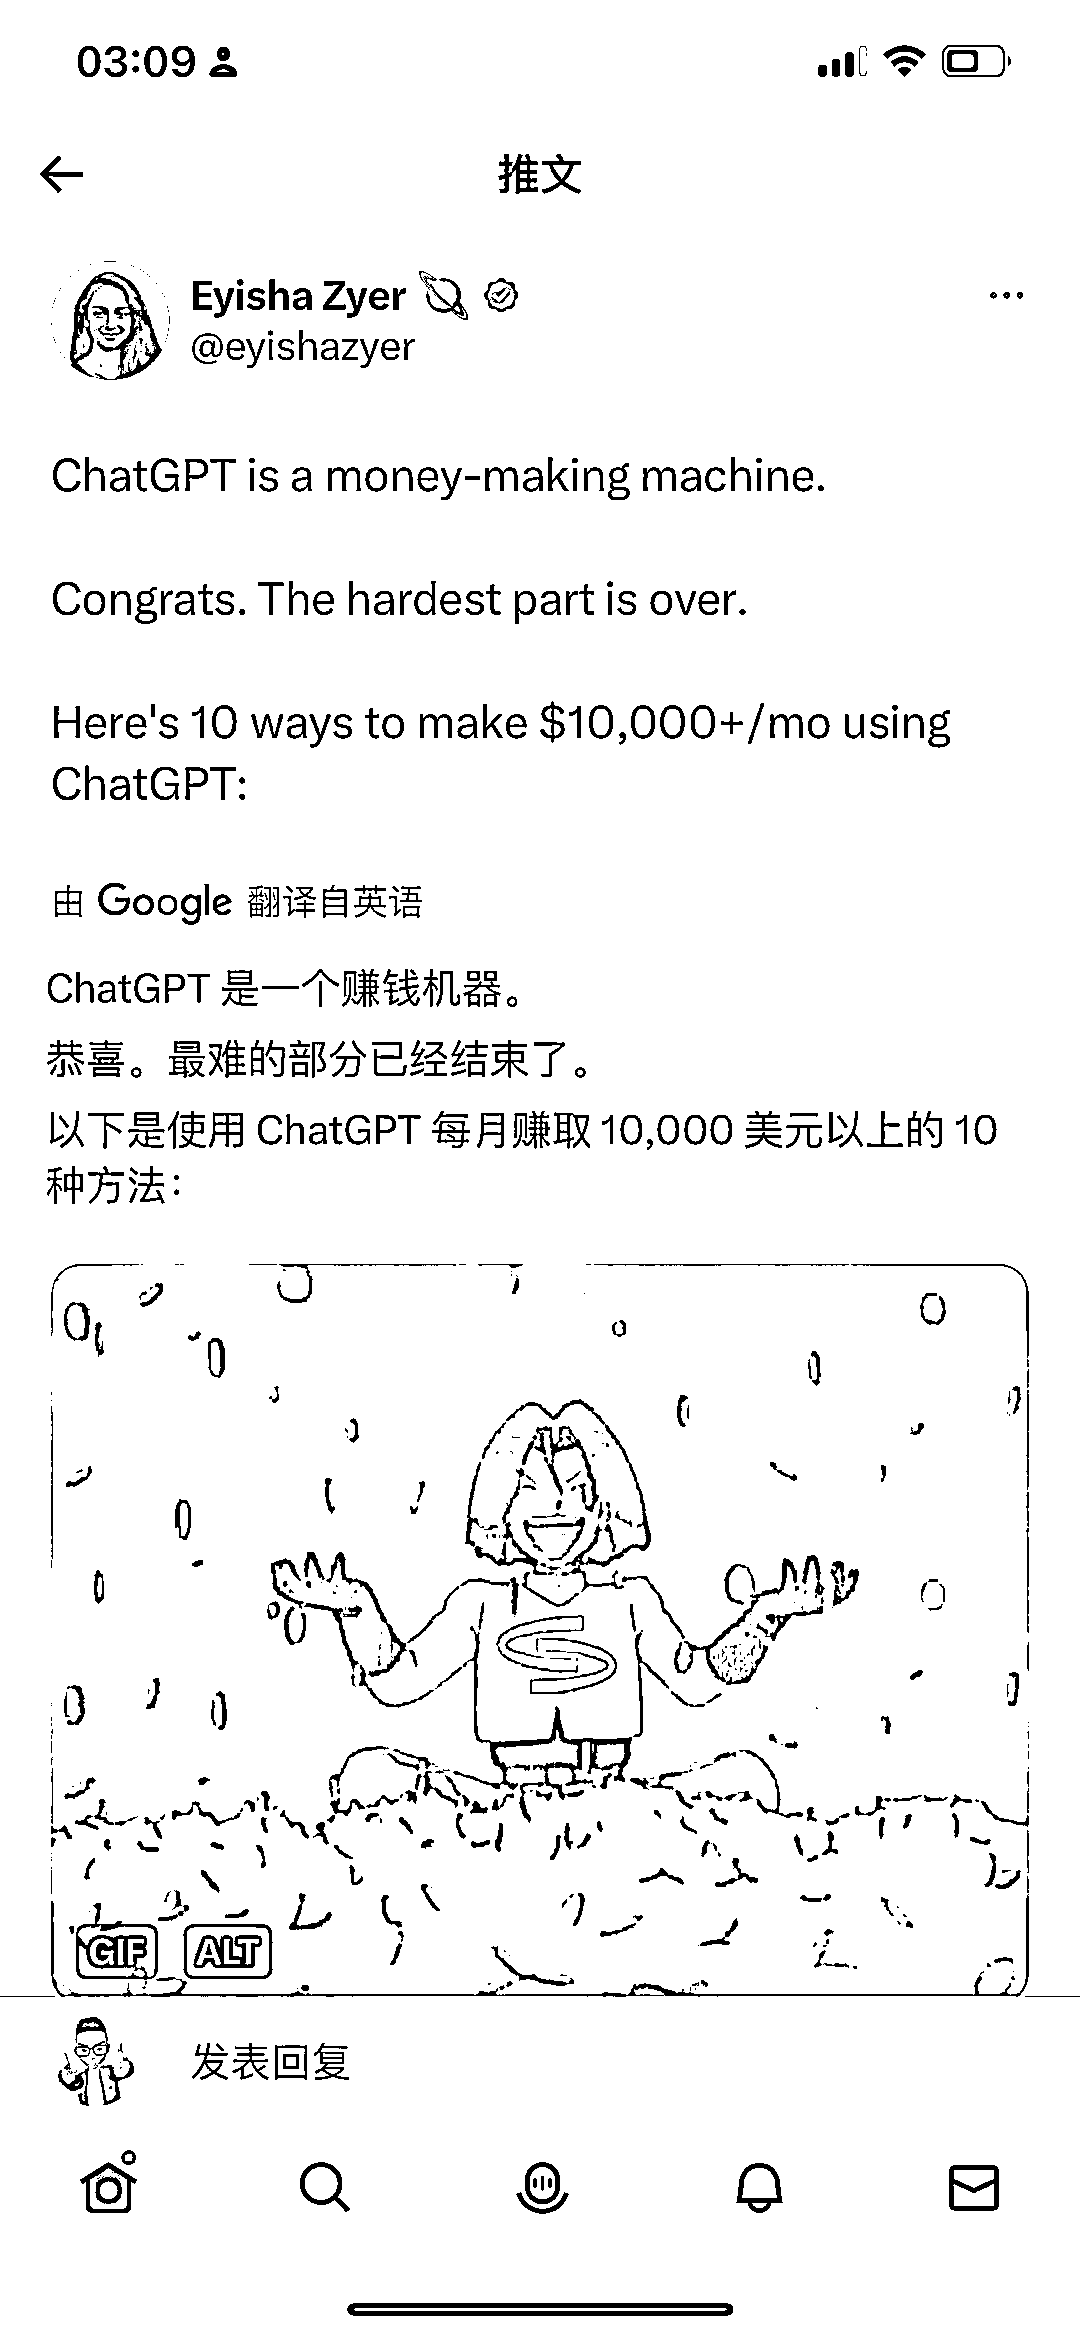 03:09
推文
Eyisha Zyer
@eyishazyer
ChatGPT is a money-making machine.
Congrats. The hardest part is over.
Here's 10 ways to make $10,000+/mo using
ChatGPT:
由 Google 翻译自英语
ChatGPT 是一个赚钱机器。
恭喜。最难的部分已经结束了。
以下是使用 ChatGPT 每月赚取 10,000 美元以上的 10
种方法：
GIF ALT
发表回复